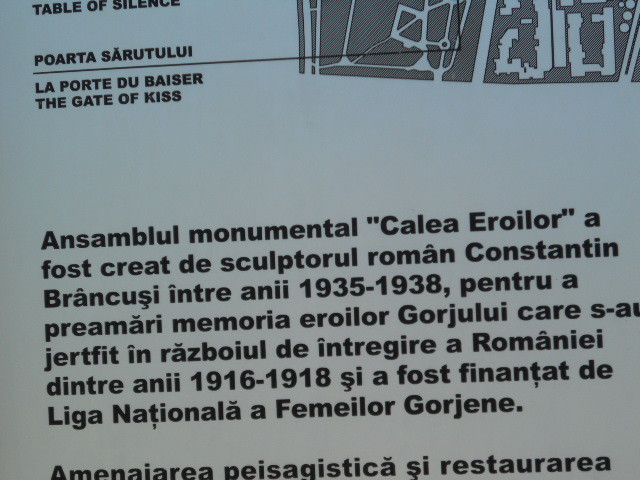 TABLE OF SILENCE
POARTA SĂRUTULUI
LA PORTE DU BAISER
THE GATE OF KISS
Ansamblul monumental "Calea Eroilor" a
fost creat de sculptorul român Constantin
Brâncuşi între anii 1935-1938, pentru a
preamări memoria eroilor Gorjului care s-au
jertfit în războiul de întregire a României
dintre anii 1916-1918 şi a fost finanţat de
Liga Naţională a Femeilor Gorjene.
Amenajarea peisagistică şi restaurarea